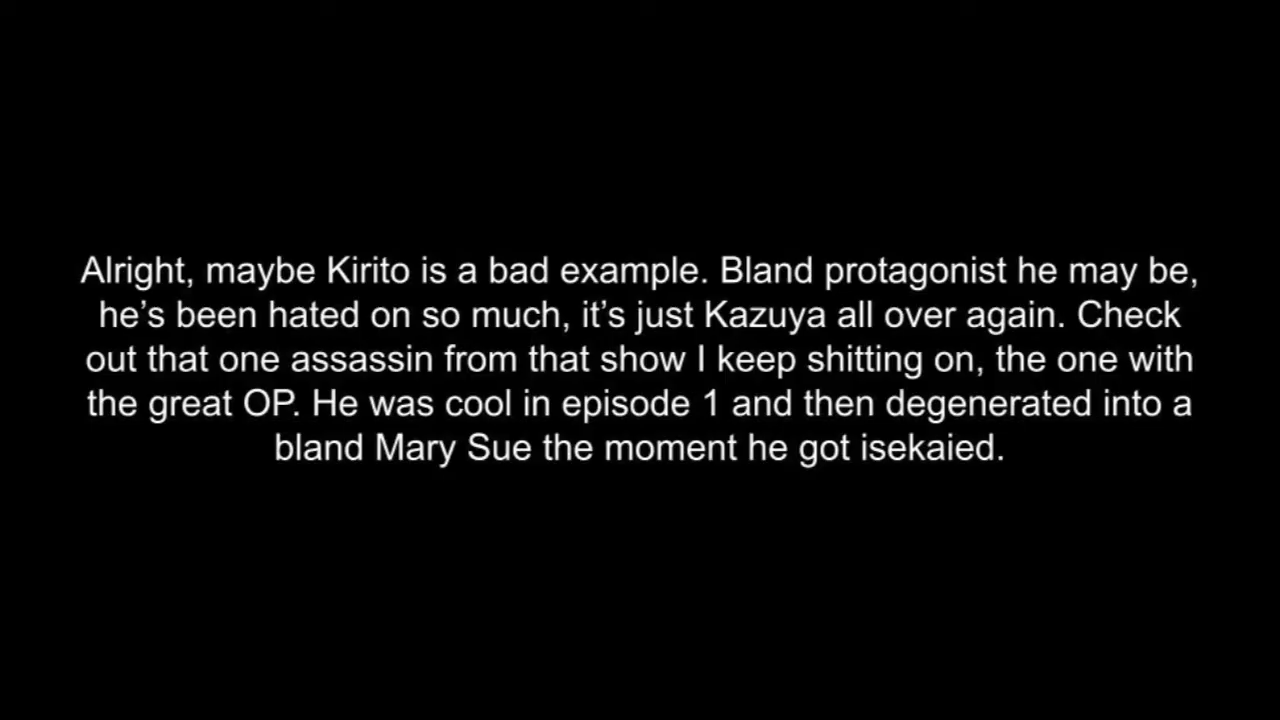 Alright, maybe Kirito is a bad example. Bland protagonist he may be,
he’s been hated on so much, it’s just Kazuya all over again. Check
out that one assassin from that show I keep shitting on, the one with
the great OP. He was cool in episode 1 and then degenerated into a
bland Mary Sue the moment he got isekaied.